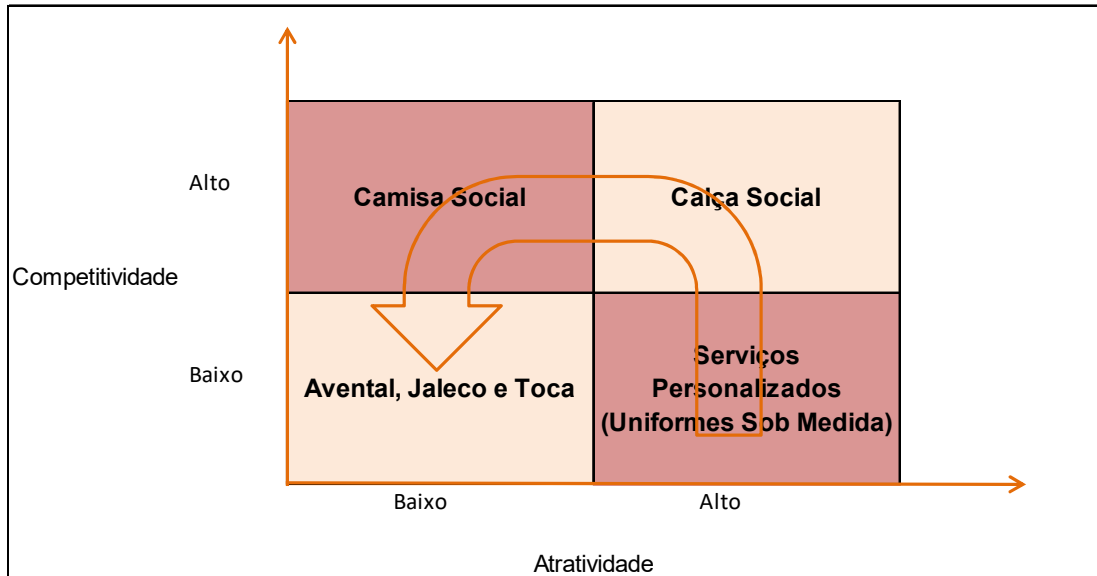 Alto
Camisa Social
Calça Social
Competitividade
Baixo
Avental, Jaleco e Toca
Serviços
Personalizados
(Uniformes Sob Medida)
Baixo
Alto
Atratividade